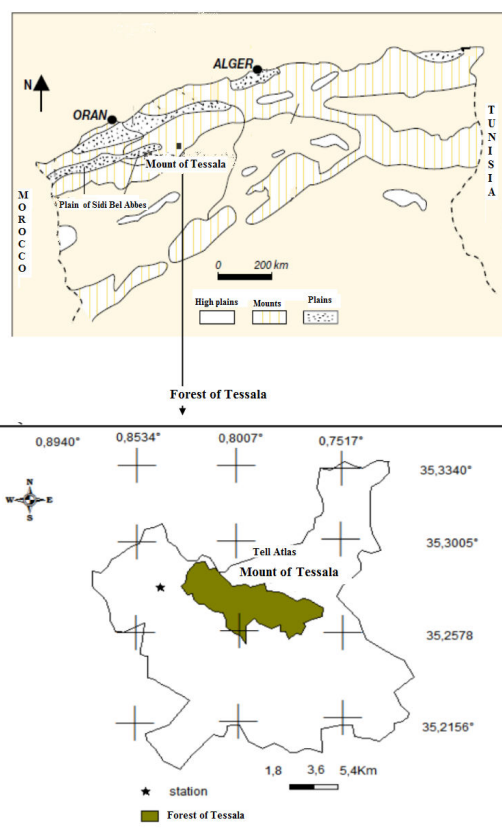 ALGER
N
ORAN
TUNISIA
Mount of Tessala
MOROCCO
Plain of Sidi Bel Abbes
0 200 km
High plains Mounts Plains
Forest of Tessala
0,8940° 0,8534° 0,8007° 0,7517°
35,3340°
N
W E
S
35,3005°
Tell Atlas
Mount of Tessala
35,2578
35,2156°
1,8 3,6 5,4Km
station
Forest of Tessala